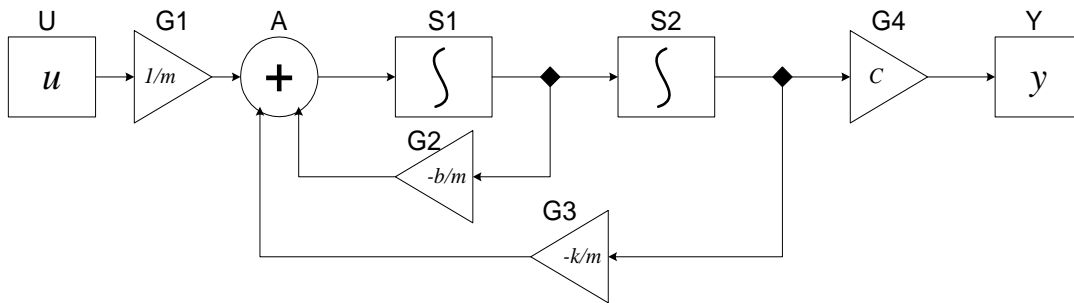 U G1 A S1 S2 G4 Y
u 1/m + ∫ ∫ C y
G2
-b/m
G3
-k/m